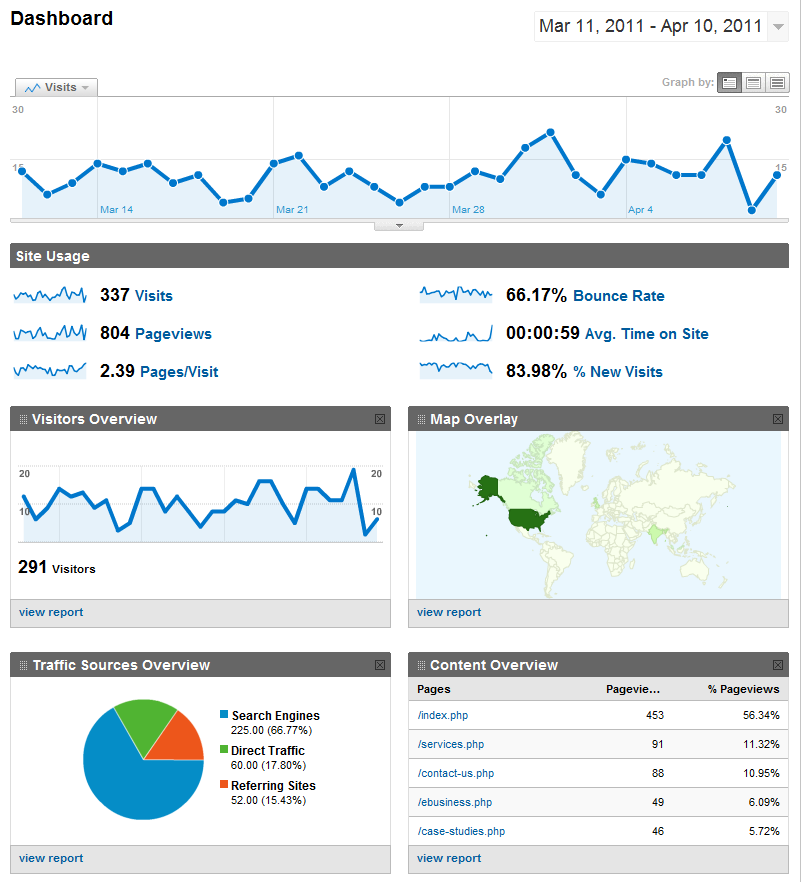 Dashboard
Mar 11, 2011 - Apr 10, 2011
Visits
Graph by:
30 30
15 15
Mar 14 Mar 21 Mar 28 Apr 4
Site Usage
337 Visits
66.17% Bounce Rate
804 Pageviews
00:00:59 Avg. Time on Site
2.39 Pages/Visit
83.98% % New Visits
Visitors Overview
20 20
10 10
291 Visitors
view report
Map Overlay
view report
Traffic Sources Overview
Search Engines
225.00 (66.77%)
Direct Traffic
60.00 (17.80%)
Referring Sites
52.00 (15.43%)
view report
Content Overview
Pages Pagevie... % Pageviews
/index.php 453 56.34%
/services.php 91 11.32%
/contact-us.php 88 10.95%
/ebusiness.php 49 6.09%
/case-studies.php 46 5.72%
view report